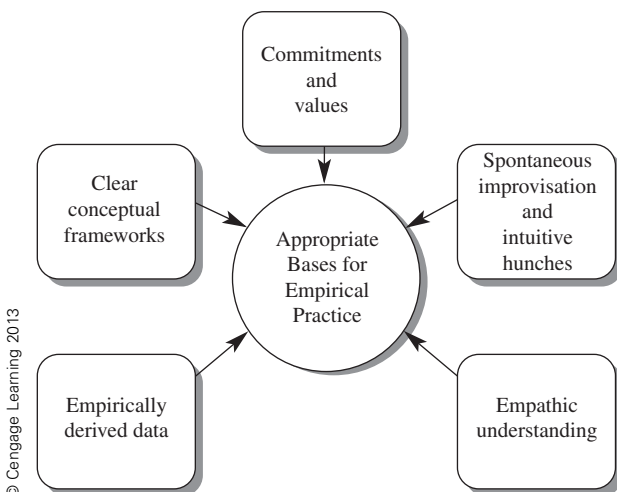 Commitments
and
values
Clear
conceptual
frameworks
Spontaneous
improvisation
and
intuitive
hunches
Appropriate
Bases for
Empirical
Practice
Empirically
derived data
Empathic
understanding
© Cengage Learning 2013